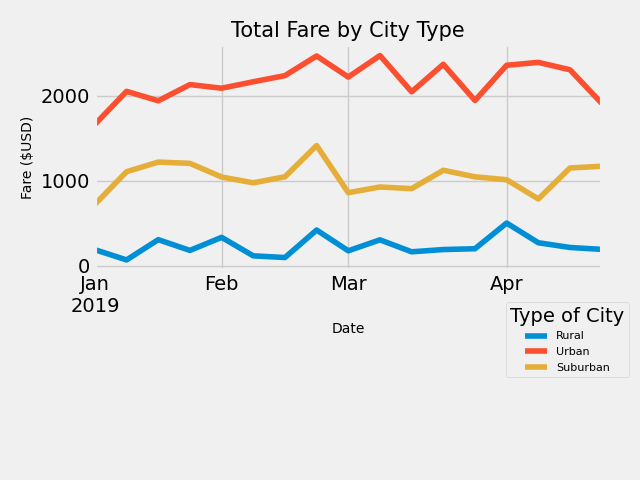 Total Fare by City Type
Fare ($USD)
2000
1000
0
Jan
2019
Feb
Mar
Apr
Date
Type of City
Rural
Urban
Suburban